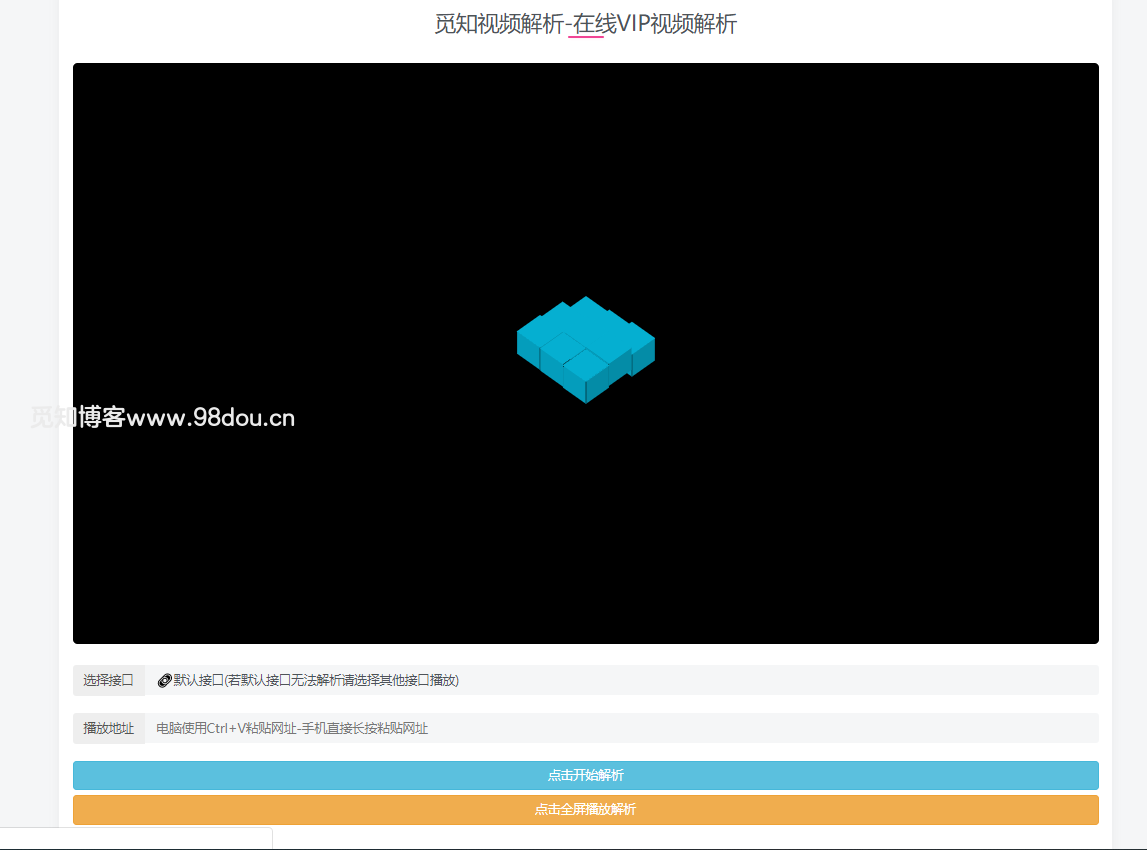 觅知视频解析-在线VIP视频解析
觅知博客www.98dou.cn
选择接口
默认接口(若默认接口无法解析请选择其他接口播放)
播放地址
电脑使用Ctrl+V粘贴网址-手机直接长按粘贴网址
点击开始解析
点击全屏播放解析